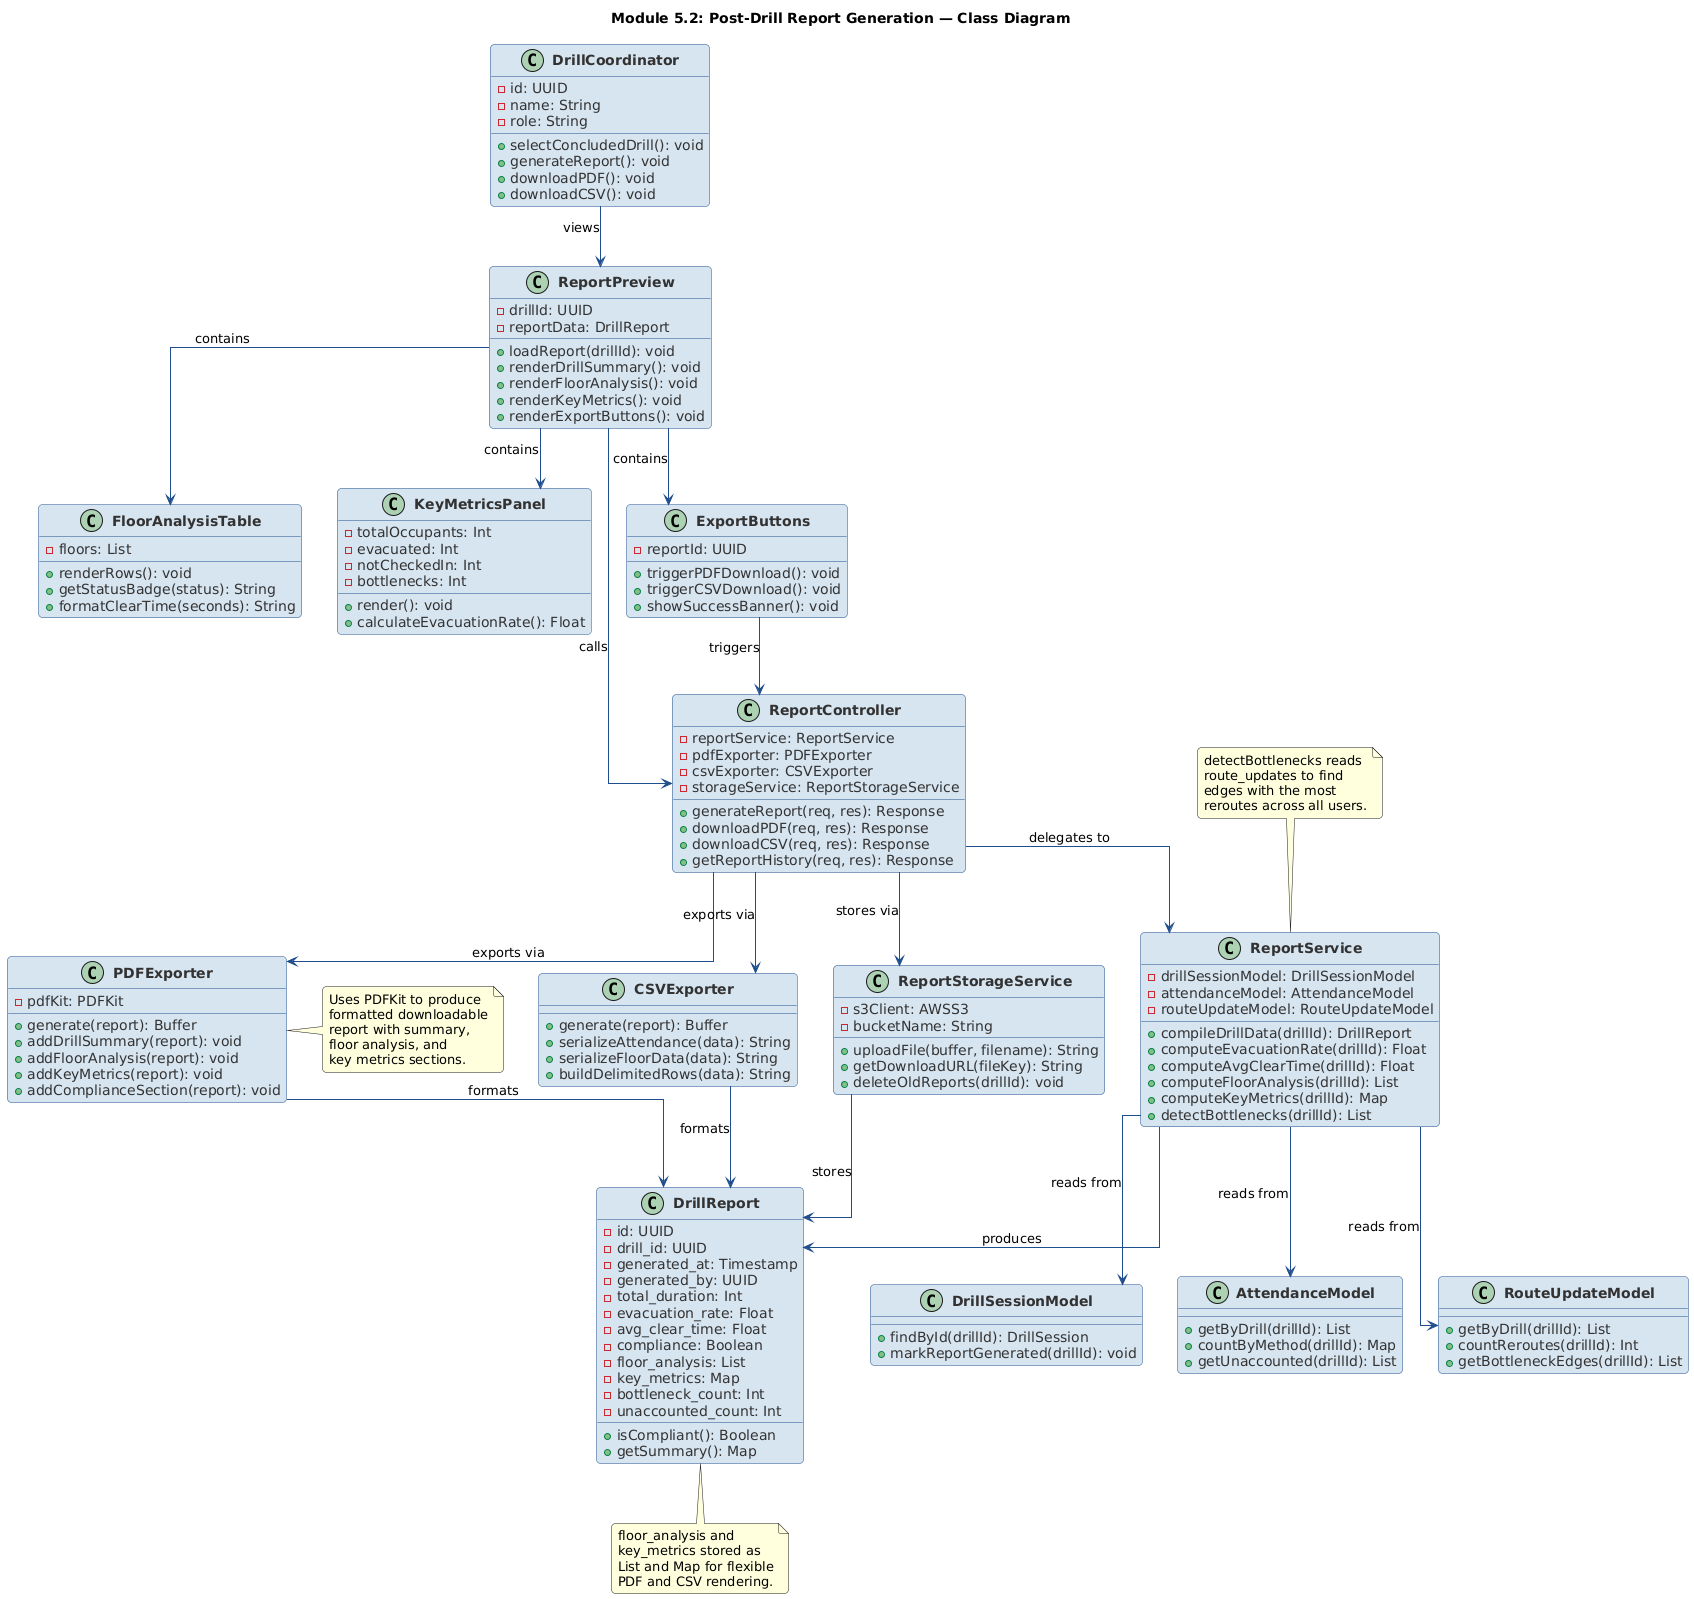 Module 5.2: Post-Drill Report Generation — Class Diagram
C DrillCoordinator
id: UUID
name: String
role: String
selectConcludedDrill(): void
generateReport(): void
downloadPDF(): void
downloadCSV(): void
views
C ReportPreview
drillId: UUID
reportData: DrillReport
loadReport(drillId): void
renderDrillSummary(): void
renderFloorAnalysis(): void
renderKeyMetrics(): void
renderExportButtons(): void
contains
contains
contains
C FloorAnalysisTable
floors: List
renderRows(): void
getStatusBadge(status): String
formatClearTime(seconds): String
C KeyMetricsPanel
totalOccupants: Int
evacuated: Int
notCheckedIn: Int
bottlenecks: Int
render(): void
calculateEvacuationRate(): Float
C ExportButtons
reportId: UUID
triggerPDFDownload(): void
triggerCSVDownload(): void
showSuccessBanner(): void
calls
triggers
C ReportController
reportService: ReportService
pdfExporter: PDFExporter
csvExporter: CSVExporter
storageService: ReportStorageService
generateReport(req, res): Response
downloadPDF(req, res): Response
downloadCSV(req, res): Response
getReportHistory(req, res): Response
detectBottlenecks reads
route_updates to find
edges with the most
reroutes across all users.
delegates to
exports via
stores via
exports via
C PDFExporter
pdfKit: PDFKit
generate(report): Buffer
addDrillSummary(report): void
addFloorAnalysis(report): void
addKeyMetrics(report): void
addComplianceSection(report): void
Uses PDFKit to produce
formatted downloadable
report with summary,
floor analysis, and
key metrics sections.
C CSVExporter
generate(report): Buffer
serializeAttendance(data): String
serializeFloorData(data): String
buildDelimitedRows(data): String
C ReportStorageService
s3Client: AWSS3
bucketName: String
uploadFile(buffer, filename): String
getDownloadURL(fileKey): String
deleteOldReports(drillId): void
C ReportService
drillSessionModel: DrillSessionModel
attendanceModel: AttendanceModel
routeUpdateModel: RouteUpdateModel
compileDrillData(drillId): DrillReport
computeEvacuationRate(drillId): Float
computeAvgClearTime(drillId): Float
computeFloorAnalysis(drillId): List
computeKeyMetrics(drillId): Map
detectBottlenecks(drillId): List
formats
formats
stores
reads from
reads from
reads from
produces
C DrillReport
id: UUID
drill_id: UUID
generated_at: Timestamp
generated_by: UUID
total_duration: Int
evacuation_rate: Float
avg_clear_time: Float
compliance: Boolean
floor_analysis: List
key_metrics: Map
bottleneck_count: Int
unaccounted_count: Int
isCompliant(): Boolean
getSummary(): Map
C DrillSessionModel
findById(drillId): DrillSession
markReportGenerated(drillId): void
C AttendanceModel
getByDrill(drillId): List
countByMethod(drillId): Map
getUnaccounted(drillId): List
C RouteUpdateModel
getByDrill(drillId): List
countReroutes(drillId): Int
getBottleneckEdges(drillId): List
floor_analysis and
key_metrics stored as
List and Map for flexible
PDF and CSV rendering.